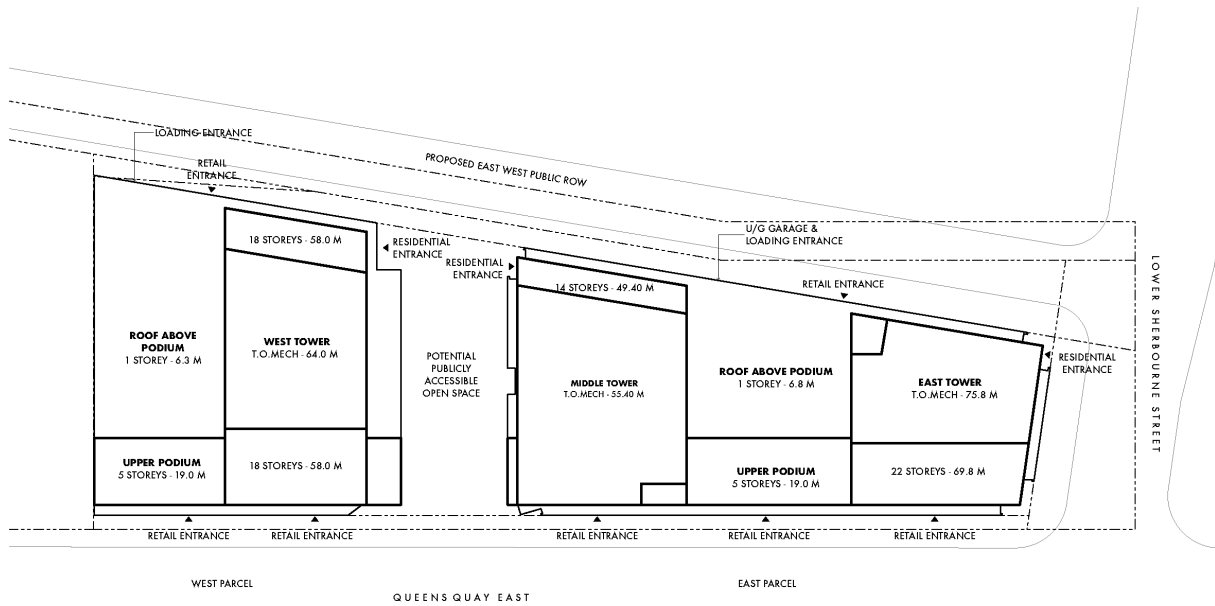 LOADING ENTRANCE
RETAIL
ENTRANCE
PROPOSED EAST WEST PUBLIC ROW
18 STOREYS - 58.0 M
RESIDENTIAL
ENTRANCE
U/G GARAGE &
LOADING ENTRANCE
RESIDENTIAL
ENTRANCE
14 STOREYS - 49.40 M
RETAIL ENTRANCE
LOWER SHERBOURNE STREET
ROOF ABOVE
PODIUM
1 STOREY - 6.3 M
WEST TOWER
T.O.MECH - 64.0 M
POTENTIAL
PUBLICLY
ACCESSIBLE
OPEN SPACE
MIDDLE TOWER
T.O.MECH - 55.40 M
ROOF ABOVE PODIUM
1 STOREY - 6.8 M
EAST TOWER
T.O.MECH - 75.8 M
RESIDENTIAL
ENTRANCE
UPPER PODIUM
5 STOREYS - 19.0 M
18 STOREYS - 58.0 M
UPPER PODIUM
5 STOREYS - 19.0 M
22 STOREYS - 69.8 M
RETAIL ENTRANCE
RETAIL ENTRANCE
RETAIL ENTRANCE
RETAIL ENTRANCE
RETAIL ENTRANCE
WEST PARCEL
EAST PARCEL
QUEENS QUAY EAST